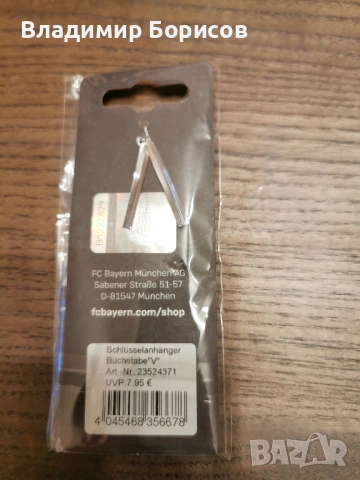 Владимир Борисов
FC Bayern München AG
Säbener Straße 51-57
D-81547 München
fcbayern.com/shop
Schlüsselanhänger
Buchstabe"V"
Art.-Nr.:23524371
UVP:7.95 €
4 045468 356678
bazar